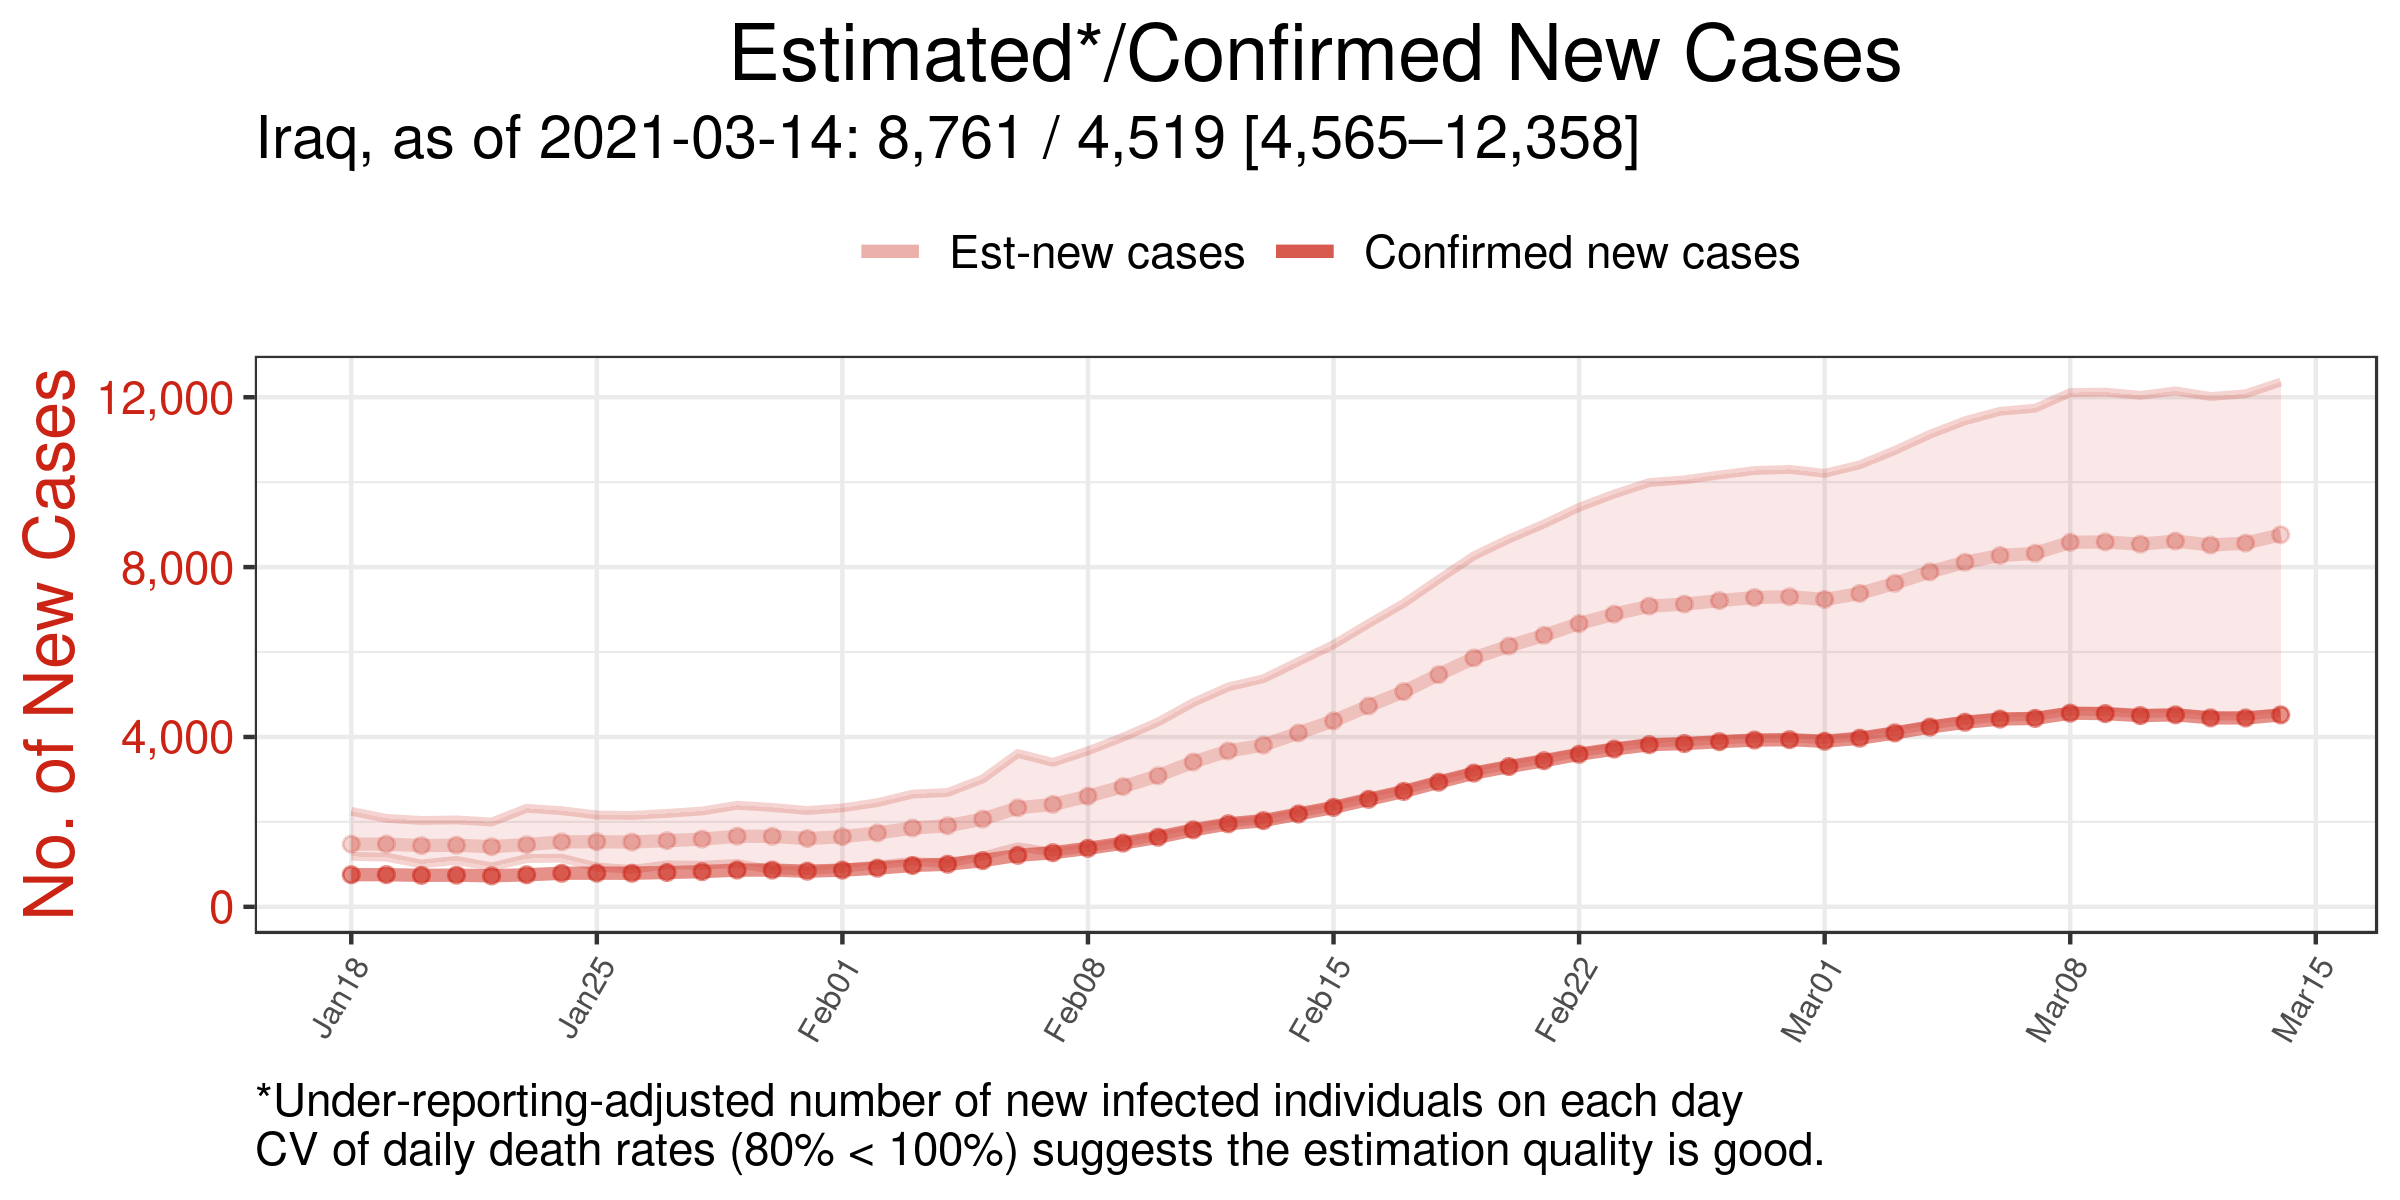 Estimated*/Confirmed New Cases
Iraq, as of 2021-03-14: 8,761 / 4,519 [4,565–12,358]
Est-new cases
Confirmed new cases
No. of New Cases
12,000
8,000
4,000
0
Jan18
Jan25
Feb01
Feb08
Feb15
Feb22
Mar01
Mar08
Mar15
*Under-reporting-adjusted number of new infected individuals on each day
CV of daily death rates (80% < 100%) suggests the estimation quality is good.